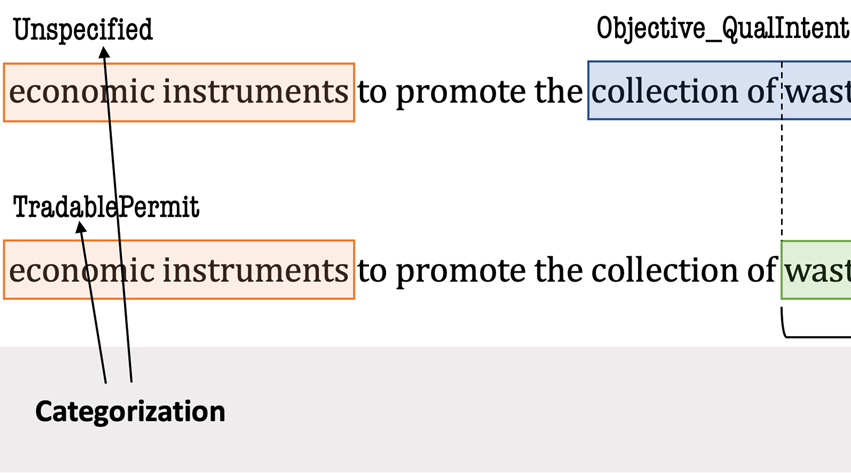 Unspecified Objective_QualIntent
economic instruments to promote the collection of wast
TradablePermit
economic instruments to promote the collection of wast
Categorization